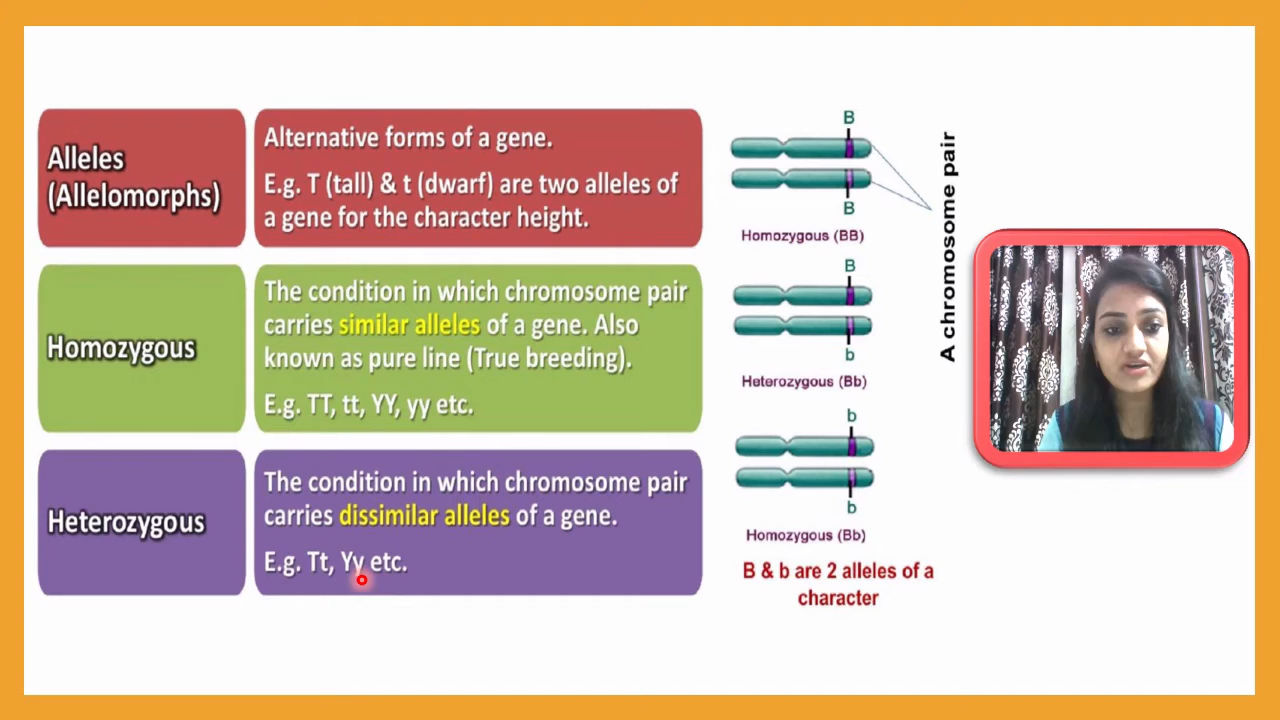 Alleles
(Allelomorphs)
Alternative forms of a gene.
E.g. T (tall) & t (dwarf) are two alleles of
a gene for the character height.
Homozygous
The condition in which chromosome pair
carries similar alleles of a gene. Also
known as pure line (True breeding).
E.g. TT, tt, YY, yy etc.
Heterozygous
The condition in which chromosome pair
carries dissimilar alleles of a gene.
E.g. Tt, Yy etc.
B
B
Homozygous (BB)
B
b
Heterozygous (Bb)
b
b
Homozygous (Bb)
B & b are 2 alleles of a
character
A chromosome pair